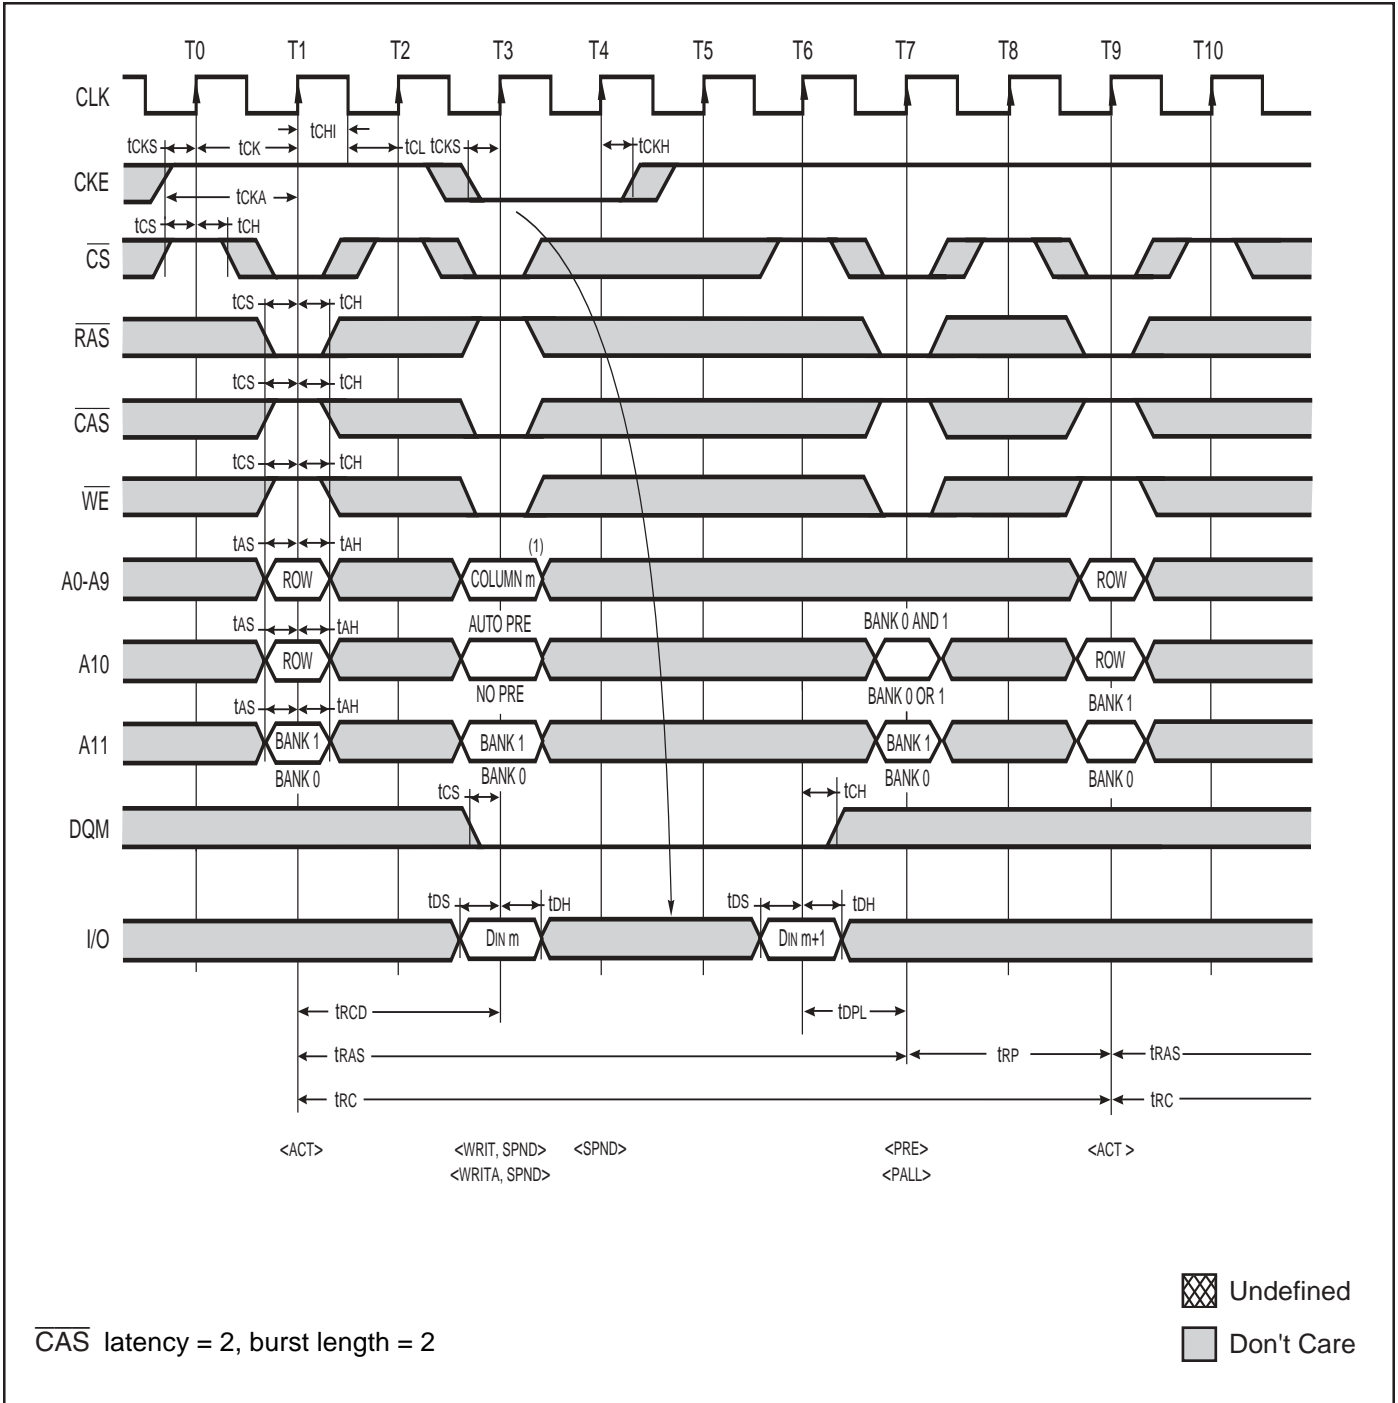 T0 T1 T2 T3 T4 T5 T6 T7 T8 T9 T10
CLK
tCHI
tCKS tCK tCL tCKS tCKH
CKE
tCKA
tCS tCH
CS
tCS tCH
RAS
tCS tCH
CAS
tCS tCH
WE
tAS tAH (1)
A0-A9 ROW COLUMN m ROW
tAS tAH AUTO PRE BANK 0 AND 1
A10 ROW ROW
NO PRE BANK 0 OR 1 BANK 1
tAS tAH
A11 BANK 1 BANK 1 BANK 1
BANK 0 BANK 0 BANK 0 BANK 0
tCS tCH
DQM
tDS tDH tDS tDH
I/O DIN m DIN m+1
tRCD tDPL
tRAS tRP tRAS
tRC tRC
<ACT> <WRIT, SPND> <SPND> <PRE> <ACT >
<WRITA, SPND> <PALL>
Undefined
CAS latency = 2, burst length = 2
Don't Care